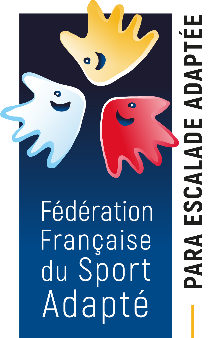 Fédération
Française
du Sport
Adapté
PARA ESCALADE ADAPTÉE